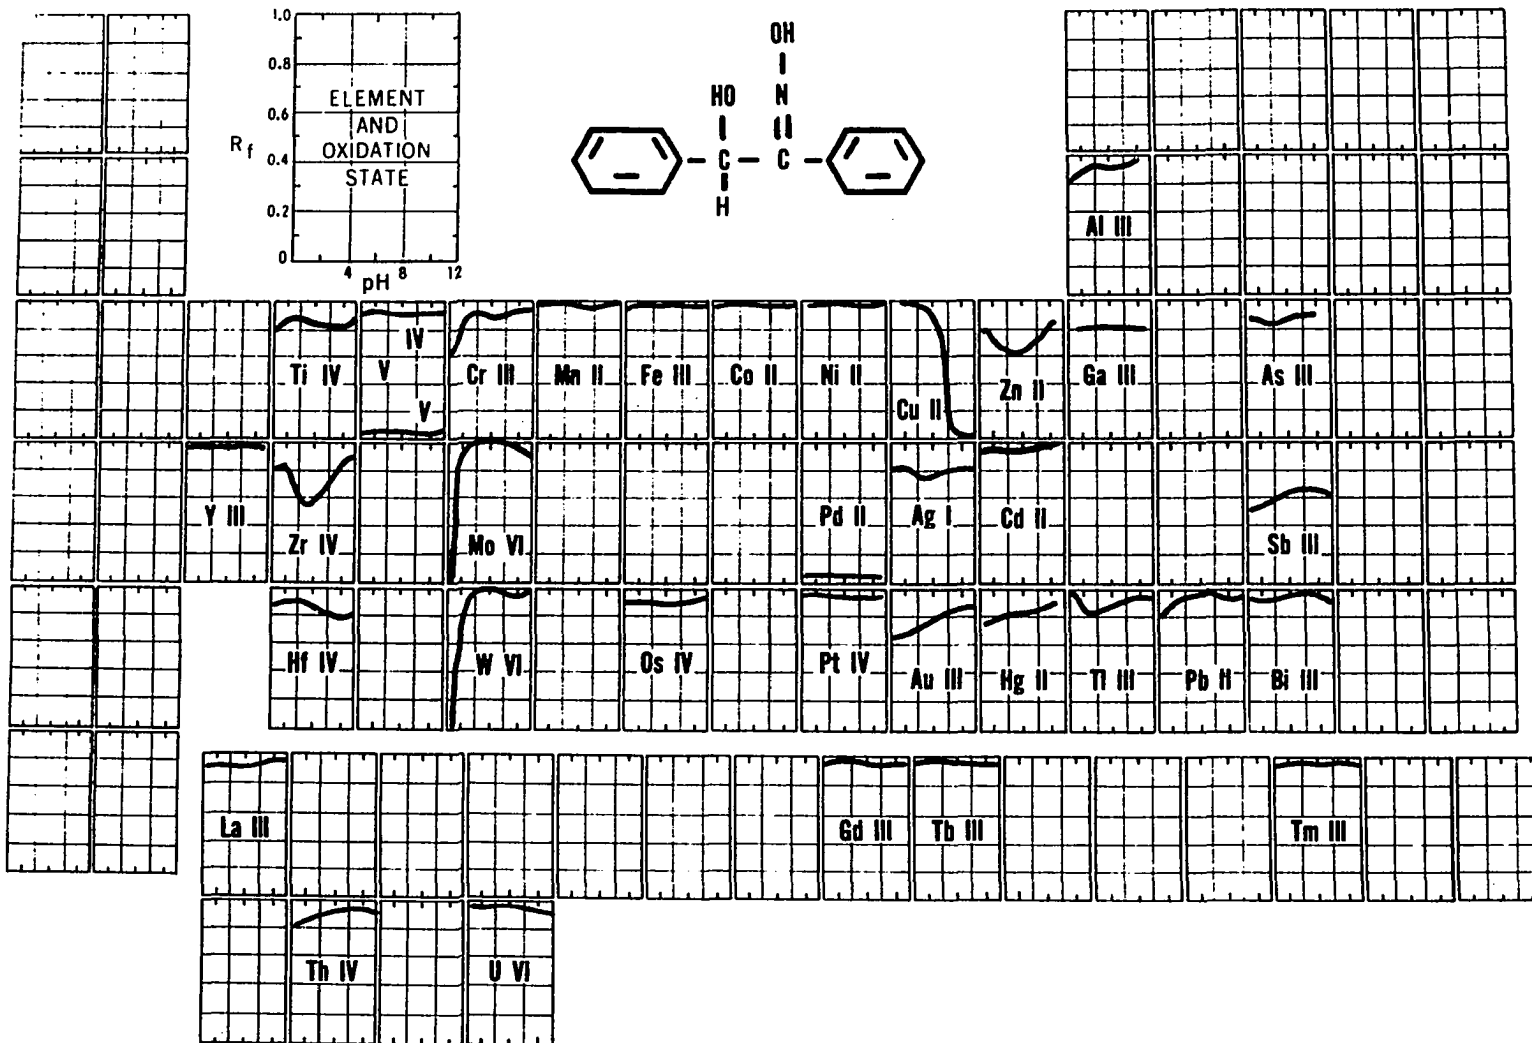 1.0
0.8
0.6
0.4
0.2
0
R f
ELEMENT
AND
OXIDATION
STATE
4 8 12
pH
OH
HO N
C C
H
Al III
Ti IV
IV
V
V
Cr III
Mn II
Fe III
Co II
Ni II
Cu II
Zn II
Ga III
As III
Y III
Zr IV
Mo VI
Pd II
Ag I
Cd II
Sb III
Hf IV
W VI
Os IV
Pt IV
Au III
Hg II
Tl III
Pb II
Bi III
La III
Gd III
Tb III
Tm III
Th IV
U VI